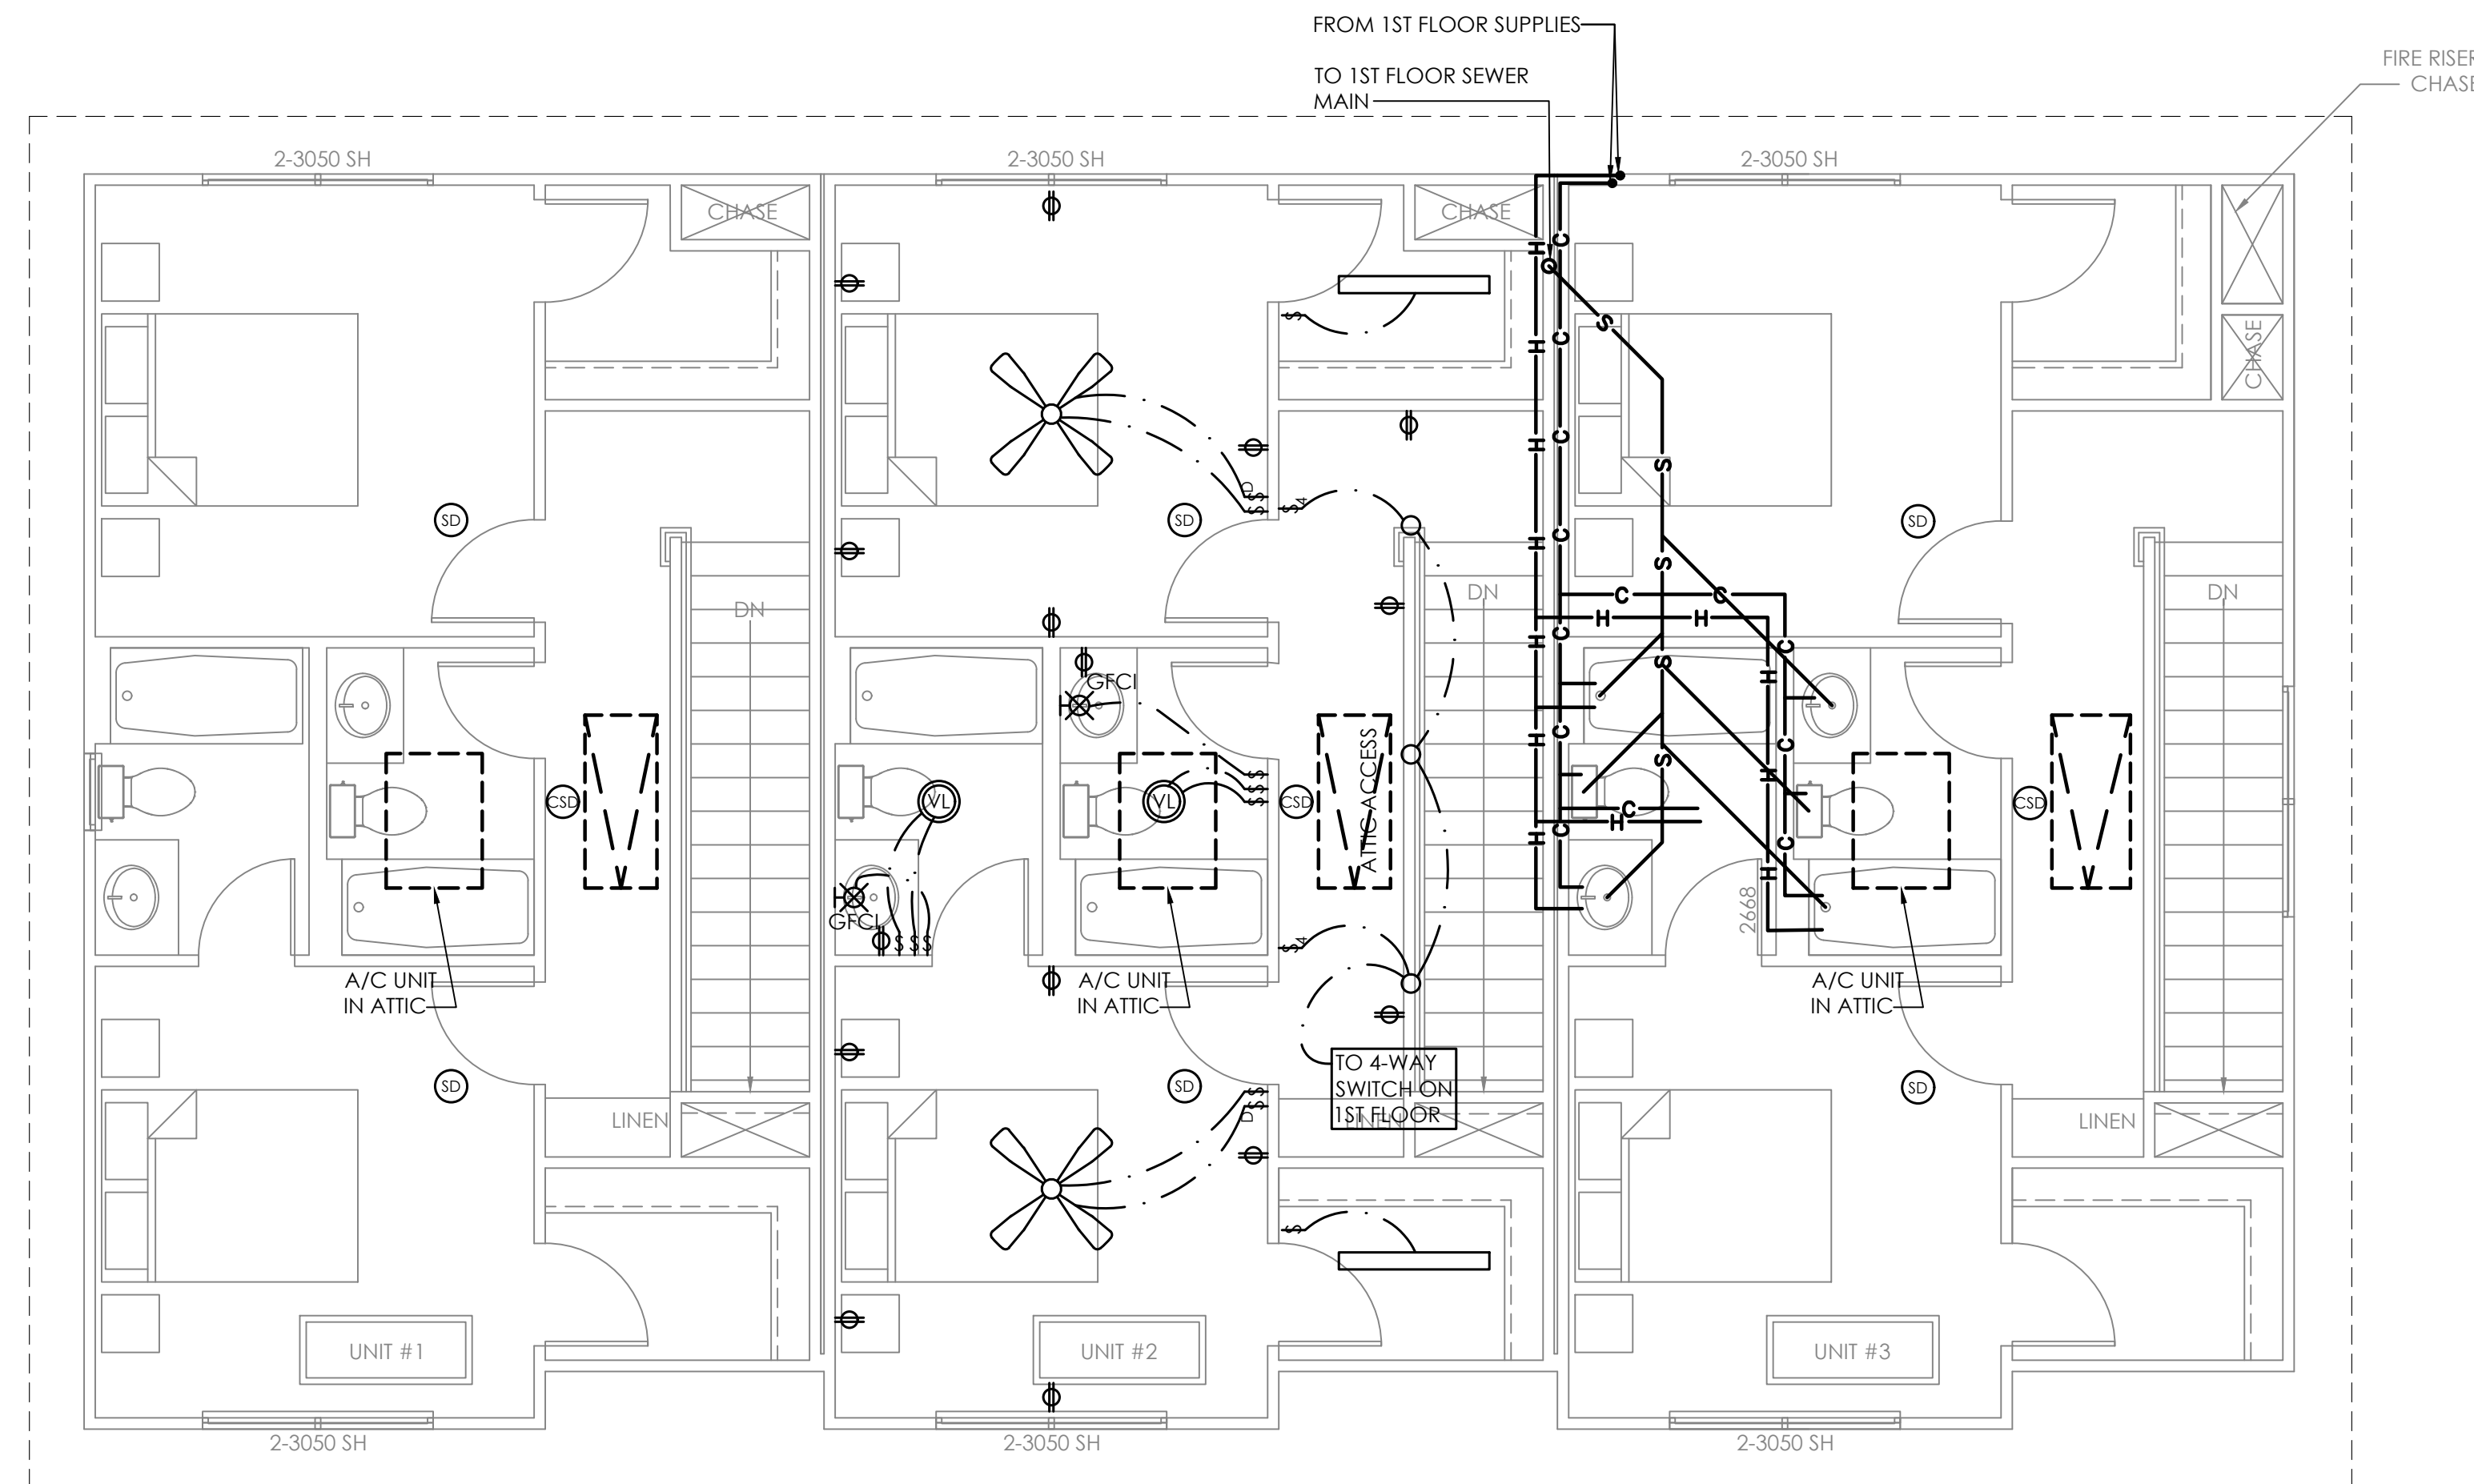 FROM 1ST FLOOR SUPPLIES
TO 1ST FLOOR SEWER
MAIN
FIRE RISER
CHASE
2-3050 SH
2-3050 SH
2-3050 SH
CHASE
CHASE
CHASE
H
C
S
$
H
C
H
C
S
D
$
$
$4
SD
SD
SD
H
C
S
DN
DN
DN
C
C
H
H
H
C
S
C
H
GFCI
ATTIC ACCESS
H
C
S
C
H
$
$
$
CSD
VL
VL
CSD
CSD
C
H
H
C
C
H
GFCI
$
$
$
$4
2668
A/C UNIT
IN ATTIC
A/C UNIT
IN ATTIC
A/C UNIT
IN ATTIC
TO 4-WAY
SWITCH ON
1ST FLOOR
SD
SD
SD
$
$
D
LINEN
LINEN
LINEN
$
UNIT #1
UNIT #2
UNIT #3
2-3050 SH
2-3050 SH
2-3050 SH